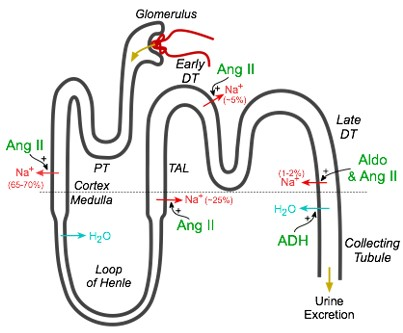 Glomerulus
Early
DT
Ang II
Na⁺
(~5%)
Ang II
Na⁺
(65-70%)
PT
TAL
Late
DT
Cortex
Medulla
Na⁺ (~25%)
Ang II
(1-2%)
Na⁺
Aldo
& Ang II
H₂O
H₂O
ADH
Collecting
Tubule
Loop
of Henle
Urine
Excretion
+
+
+
+
+